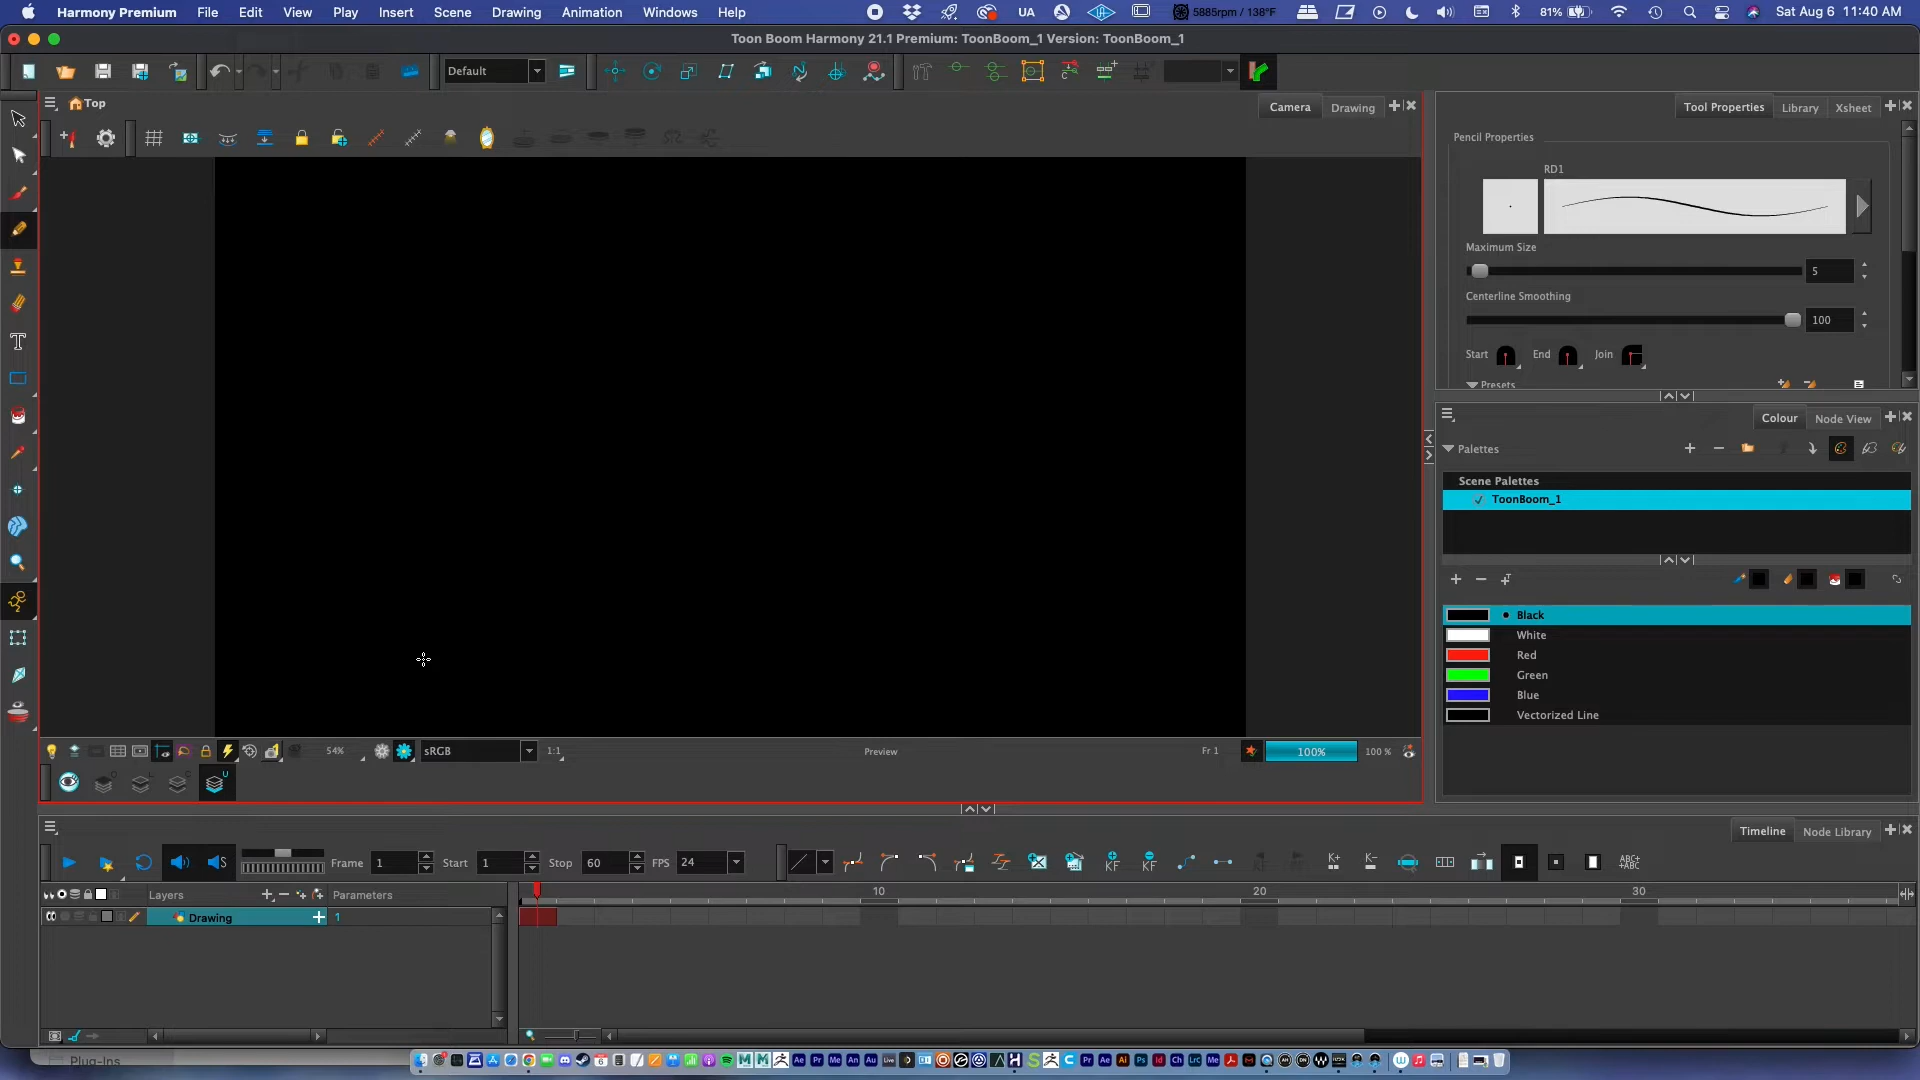 Harmony Premium File Edit View Play Insert Scene Drawing Animation Windows Help UA 5885rpm / 138°F 81% Sat Aug 6 11:40 AM
Toon Boom Harmony 21.1 Premium: ToonBoom_1 Version: ToonBoom_1
Default
Top Camera Drawing Tool Properties Library Xsheet
Pencil Properties
RD1
Maximum Size
5
Centerline Smoothing
100
Start End Join
Presets
Colour Node View
Palettes
Scene Palettes
ToonBoom_1
Black
White
Red
Green
Blue
Vectorized Line
54% sRGB 1:1 Preview Fr 1 100% 100 %
Timeline Node Library
Frame 1 Start 1 Stop 60 FPS 24
Layers Parameters 10 20 30
Drawing 1
Plug-Ins